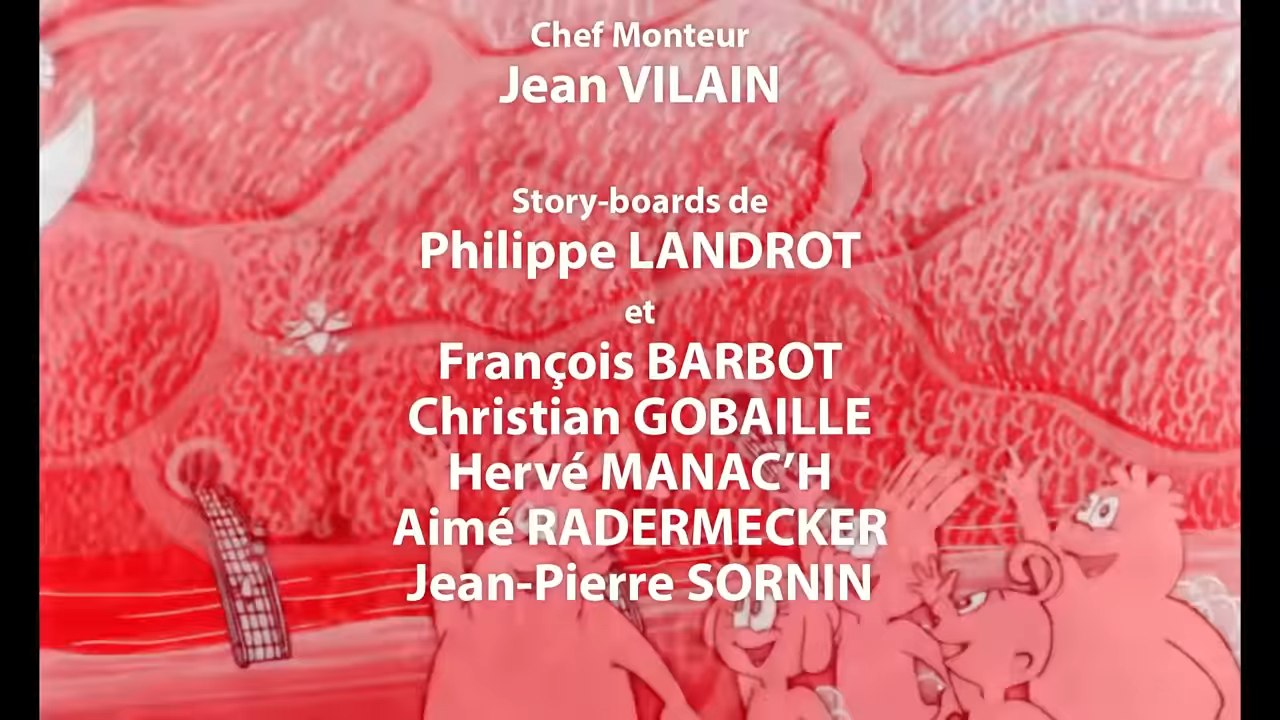 Chef Monteur
Jean VILAIN
Story-boards de
Philippe LANDROT
et
François BARBOT
Christian GOBAILLE
Hervé MANAC’H
Aimé RADERMECKER
Jean-Pierre SORNIN